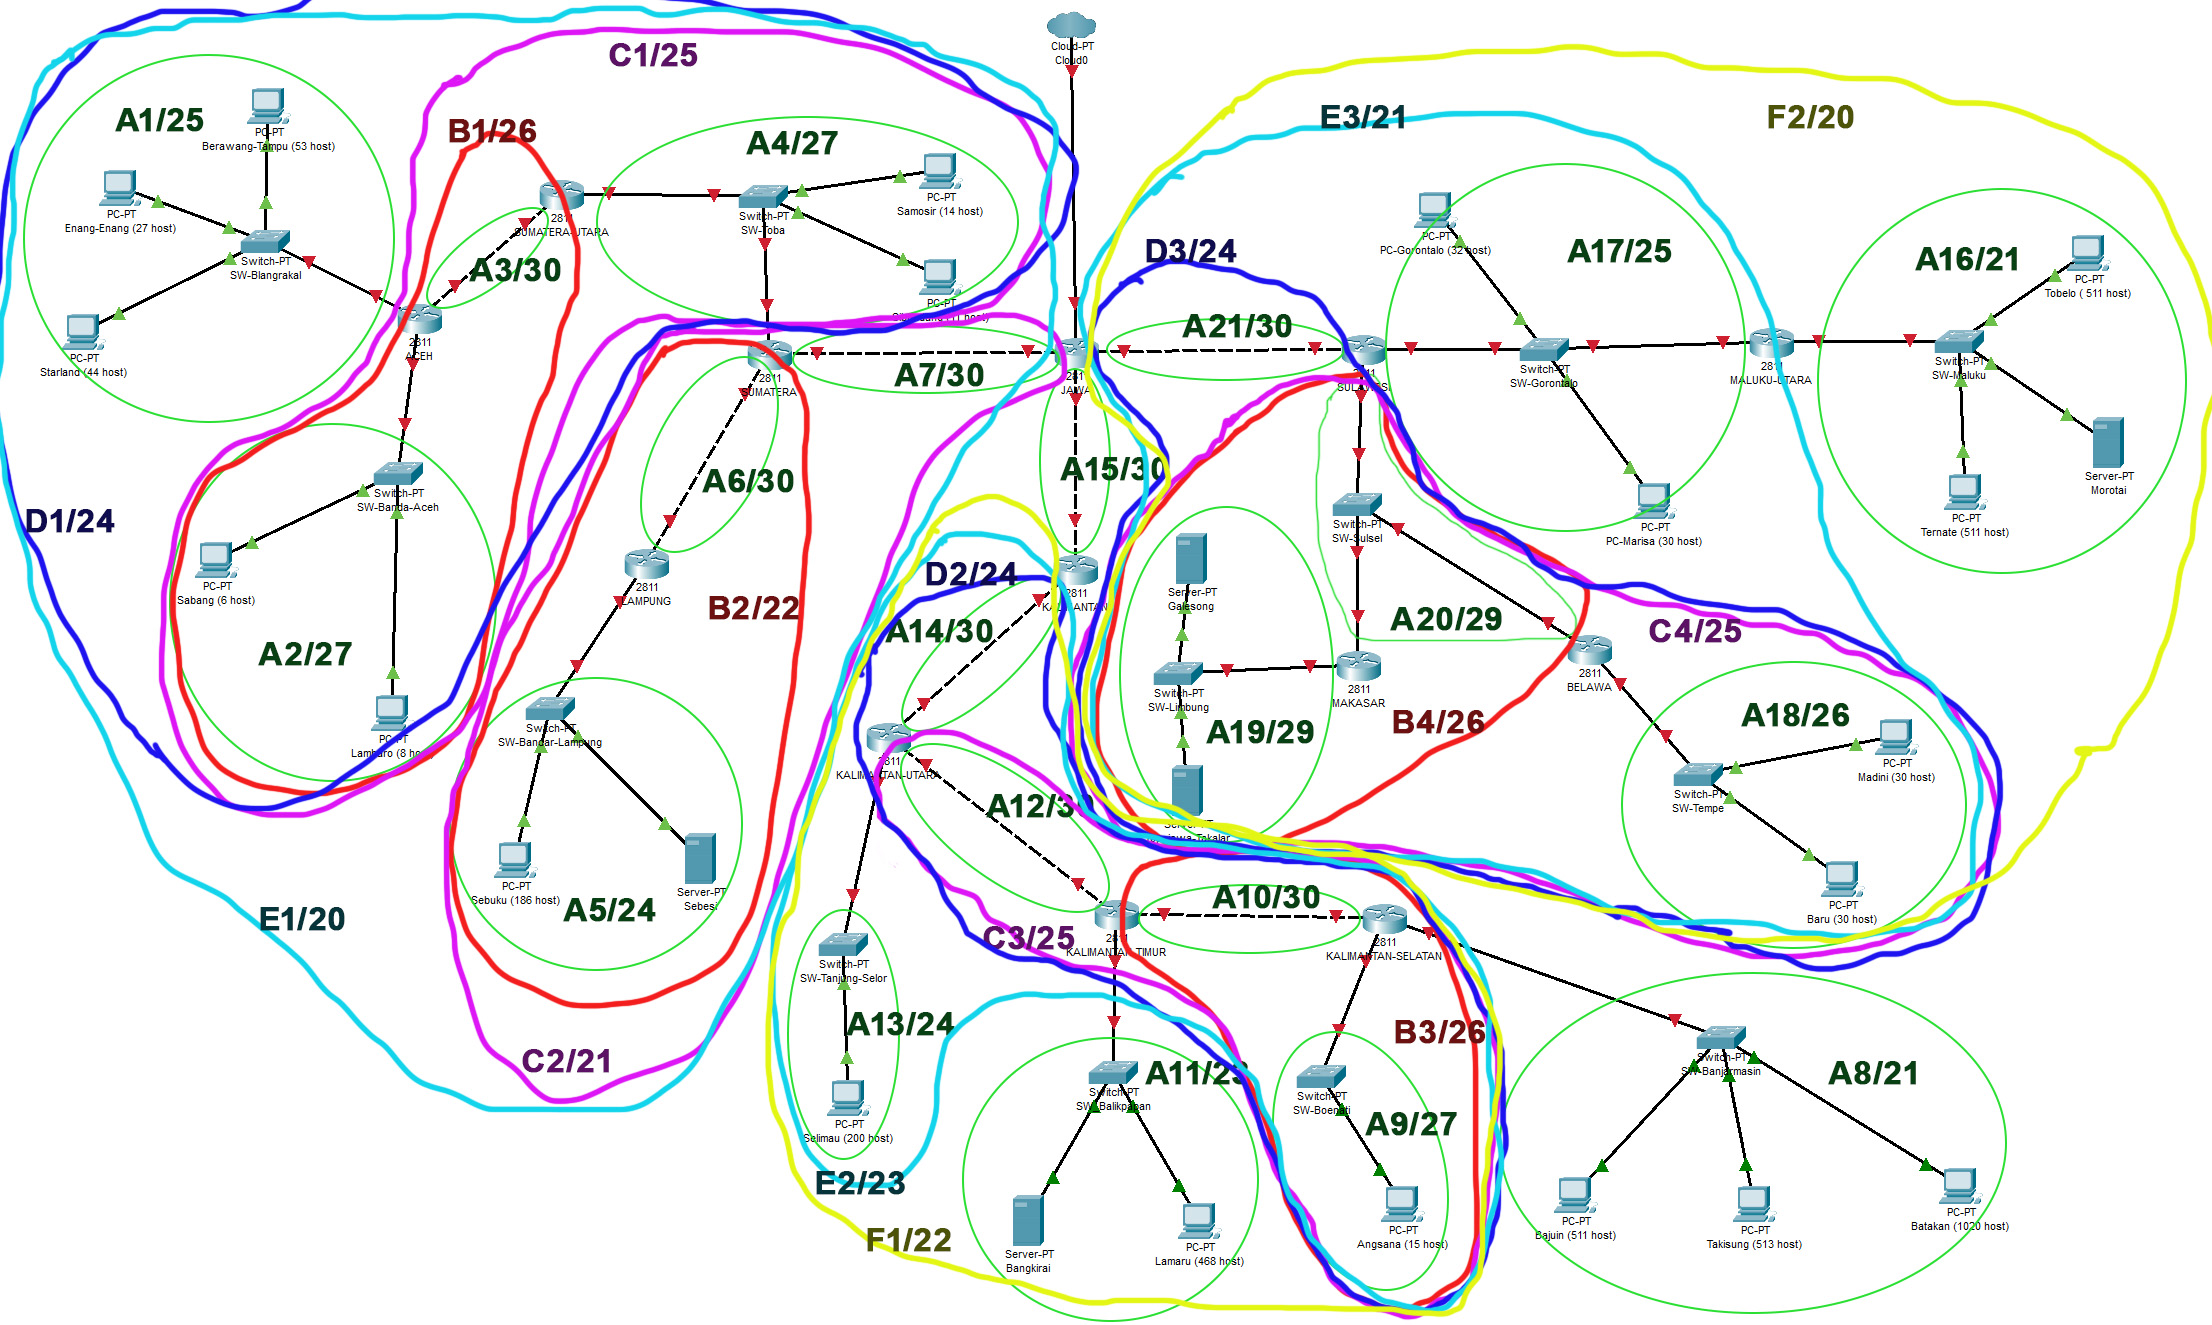 Cloud-PT
Cloud0
C1/25
A1/25
PC-PT
Berawang-Tampu (53 host)
PC-PT
Enang-Enang (27 host)
Switch-PT
SW-Blangrakal
PC-PT
Starland (44 host)
B1/26
2811
SUMATERA-UTARA
A3/30
2811
ACEH
A4/27
Switch-PT
SW-Toba
PC-PT
Samosir (14 host)
PC-PT
D1/24
Switch-PT
SW-Banda-Aceh
PC-PT
Sabang (6 host)
A2/27
PC-PT
Lambaro (8
2811
SUMATERA
A7/30
2811
JAWA
A6/30
2811
LAMPUNG
B2/22
Switch-PT
SW-Bandar-Lampung
PC-PT
Sebuku (186 host)
A5/24
Server-PT
Sebesi
E1/20
C2/21
E3/21
F2/20
D3/24
A21/30
2811
SULAWESI
PC-PT
PC-Gorontalo (32 host)
A17/25
Switch-PT
SW-Gorontalo
PC-PT
PC-Marisa (30 host)
2811
MALUKU-UTARA
A16/21
PC-PT
Tobelo ( 511 host)
Switch-PT
SW-Maluku
Server-PT
Morotai
PC-PT
Ternate (511 host)
A15/30
2811
KALIMANTAN
D2/24
A14/30
2811
KALIMANTAN-UTARA
A12/30
Server-PT
Galesong
Switch-PT
SW-Limbung
A19/29
Server-PT
Switch-PT
SW-Sulsel
A20/29
2811
MAKASAR
B4/26
2811
BELAWA
C4/25
A18/26
PC-PT
Madini (30 host)
Switch-PT
SW-Tempe
PC-PT
Baru (30 host)
Switch-PT
SW-Tanjung-Selor
A13/24
PC-PT
Selimau (200 host)
E2/23
F1/22
C3/25
2811
KALIMANTAN-TIMUR
A10/30
2811
KALIMANTAN-SELATAN
Switch-PT
SW-Balikpapan
A11/23
Server-PT
Bangkirai
PC-PT
Lamaru (468 host)
B3/26
Switch-PT
SW-Boenati
A9/27
PC-PT
Angsana (15 host)
Switch-PT
SW-Banjarmasin
A8/21
PC-PT
Bajuin (511 host)
PC-PT
Takisung (513 host)
PC-PT
Batakan (1020 host)